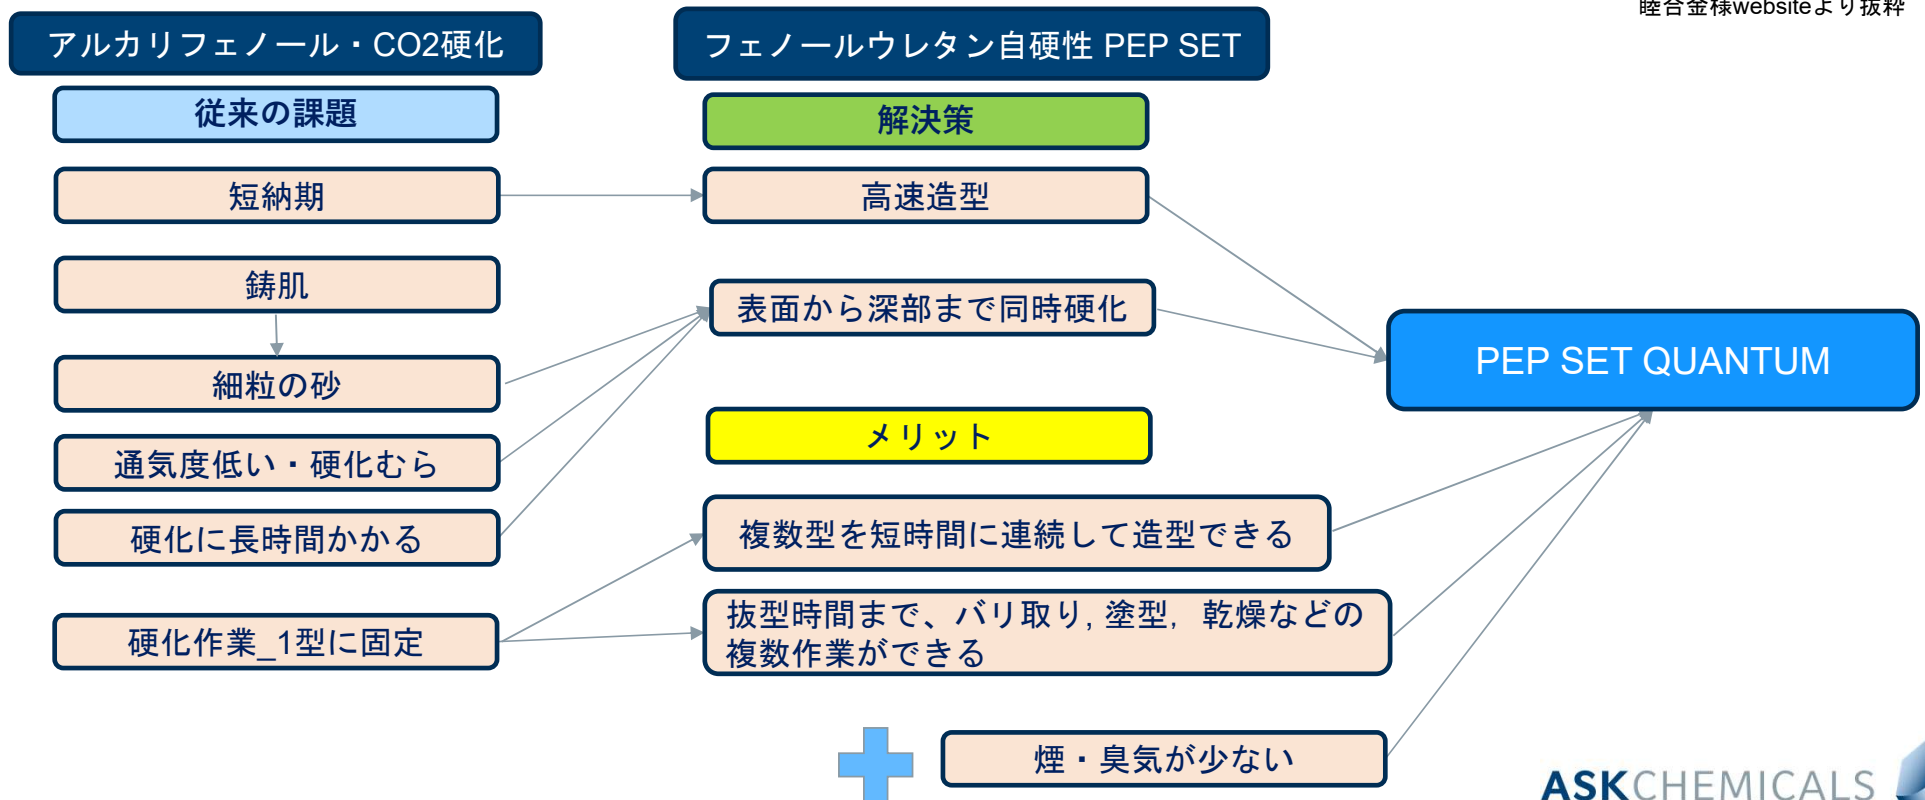 睦合金様websiteより抜粋
アルカリフェノール・CO2硬化
フェノールウレタン自硬性 PEP SET
従来の課題
解決策
短納期
高速造型
鋳肌
表面から深部まで同時硬化
PEP SET QUANTUM
細粒の砂
メリット
通気度低い・硬化むら
複数型を短時間に連続して造型できる
硬化に長時間かかる
抜型時間まで、バリ取り, 塗型, 乾燥などの
複数作業ができる
硬化作業_1型に固定
煙・臭気が少ない
ASKCHEMICALS